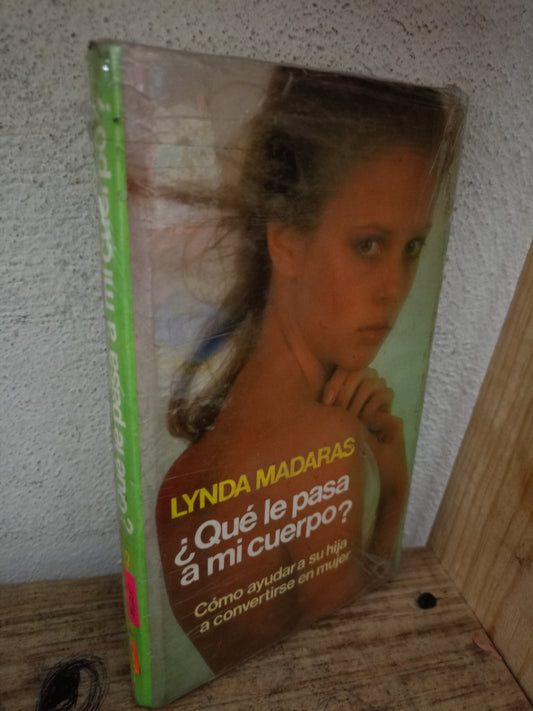 ¿Qué le pasa a mi cuerpo?
LYNDA MADARAS
¿Qué le pasa
a mi cuerpo?
Cómo ayudar a su hija
a convertirse en mujer